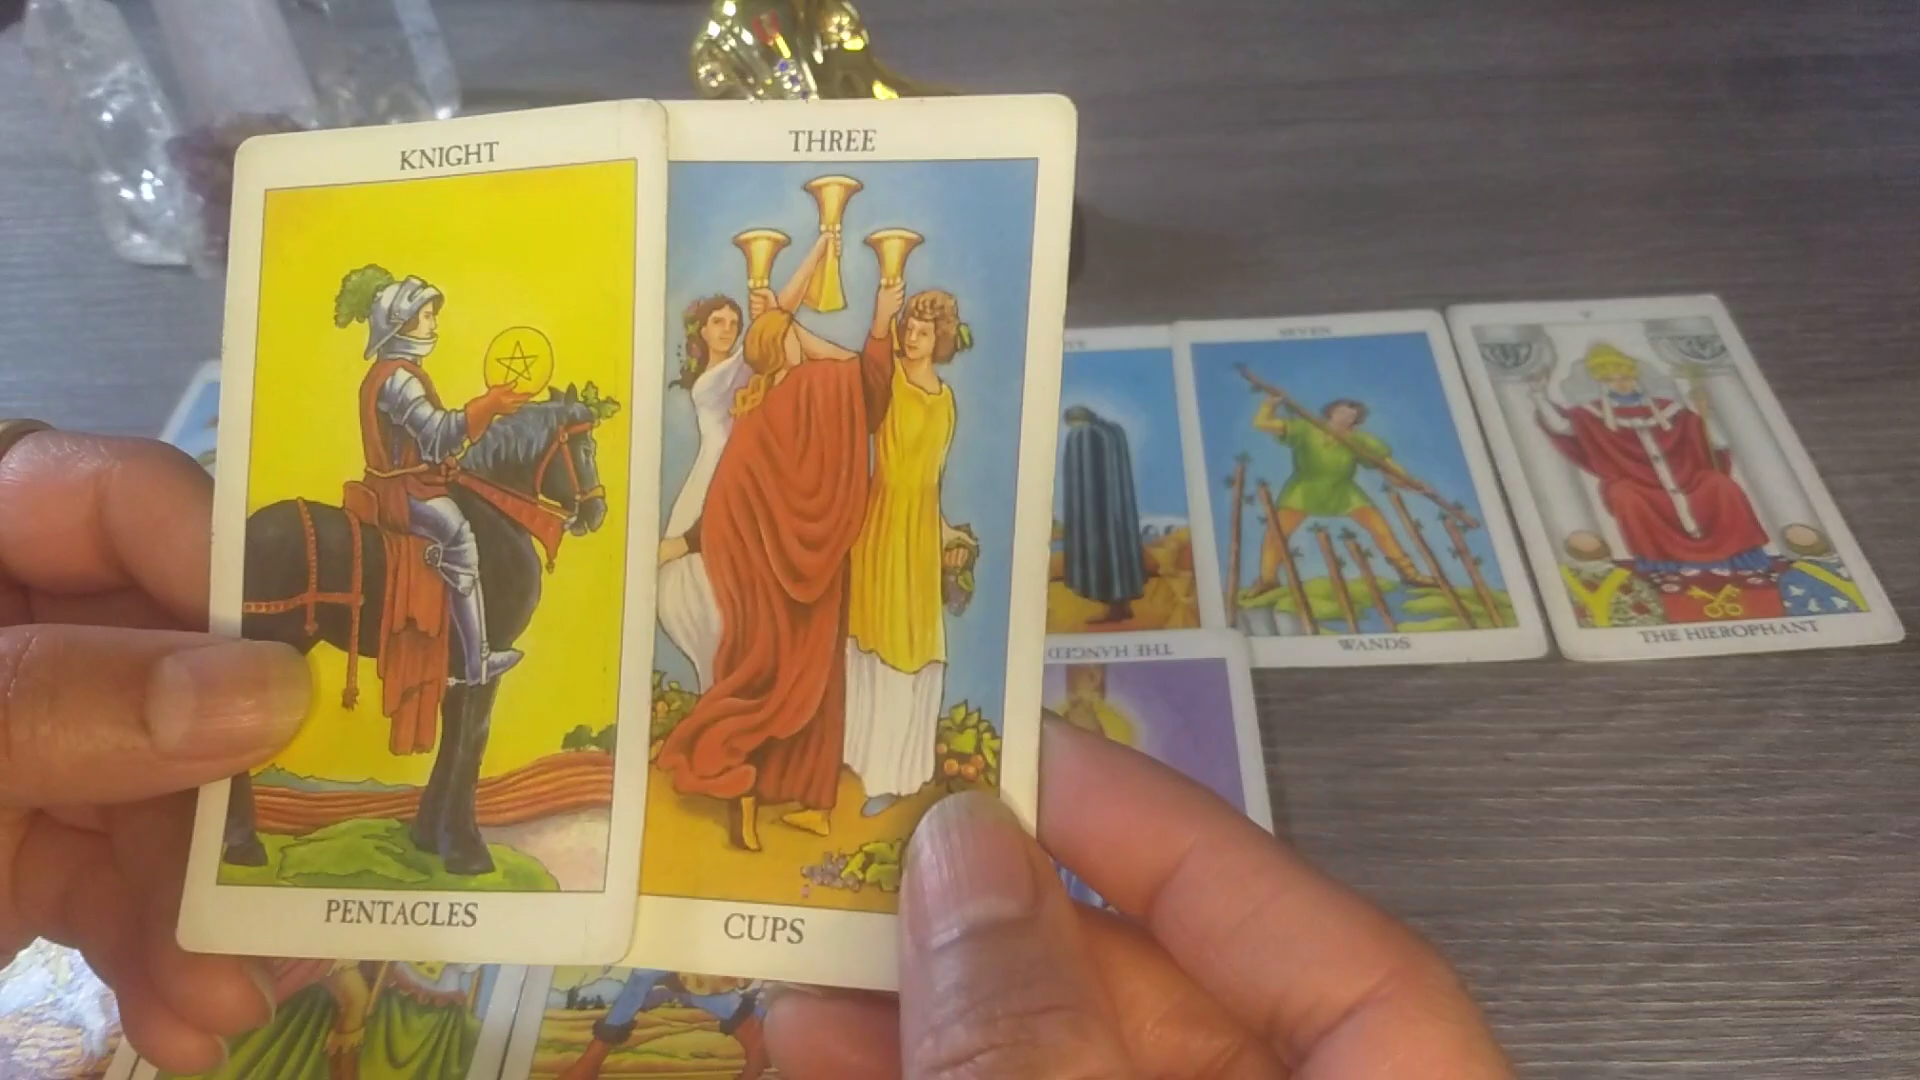 KNIGHT
PENTACLES
THREE
CUPS
SEVEN
WANDS
V
THE HIEROPHANT
THE HANGED